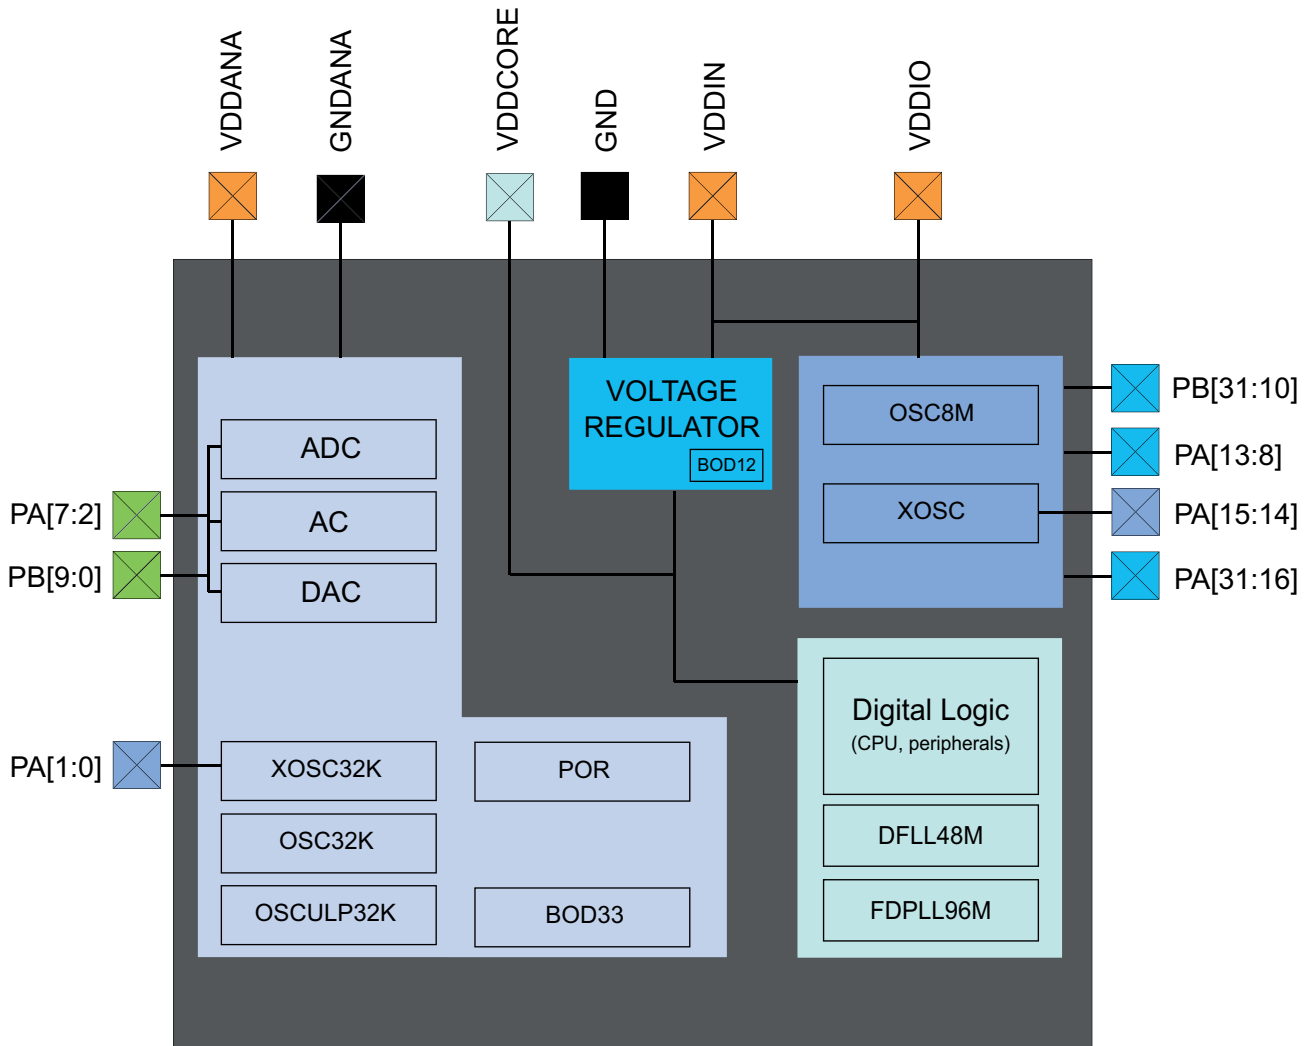 VDDANA
GNDANA
VDDCORE
GND
VDDIN
VDDIO
VOLTAGE
REGULATOR
BOD12
OSC8M
XOSC
PB[31:10]
PA[13:8]
PA[15:14]
PA[31:16]
ADC
AC
DAC
PA[7:2]
PB[9:0]
PA[1:0]
XOSC32K
OSC32K
OSCULP32K
POR
BOD33
Digital Logic
(CPU, peripherals)
DFLL48M
FDPLL96M